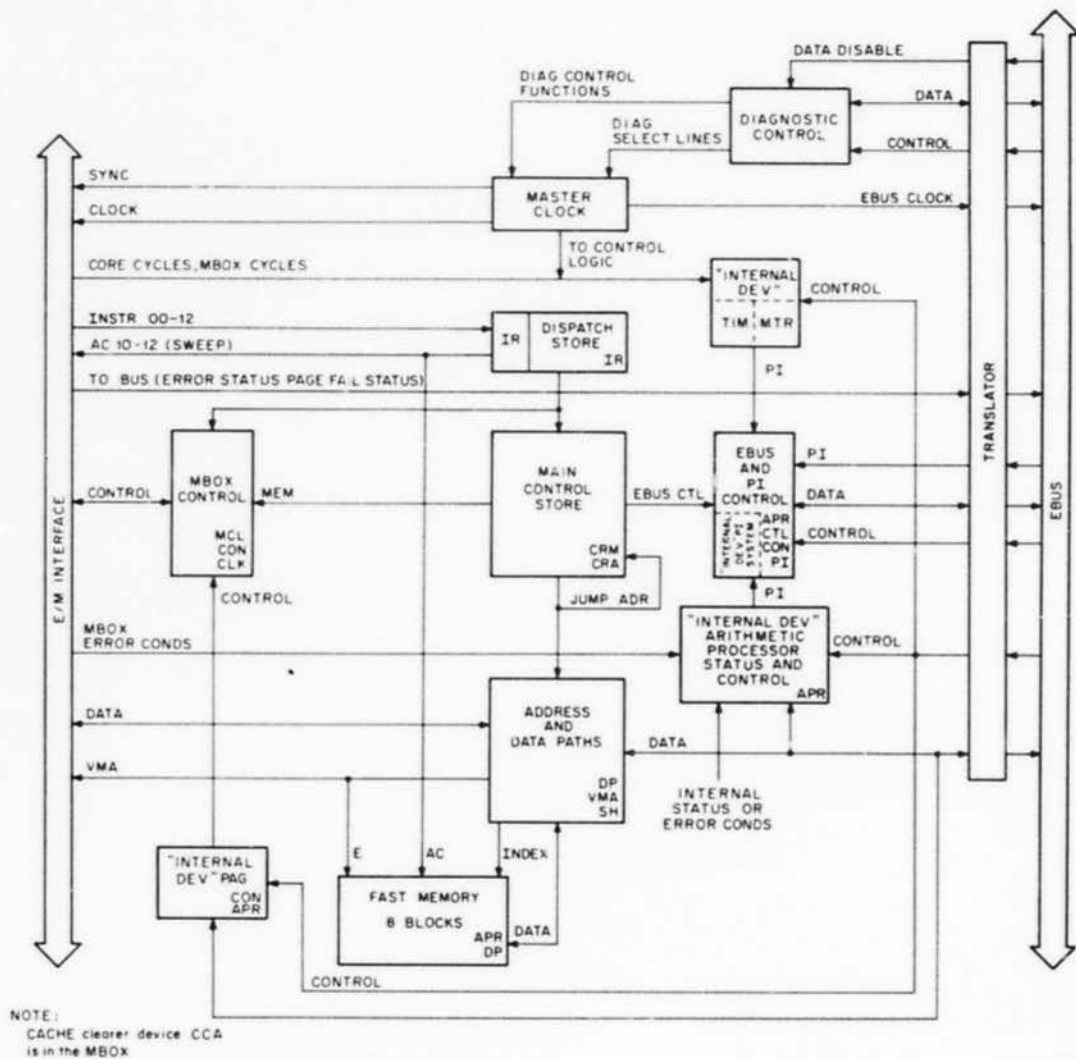 DATA DISABLE
DIAG CONTROL
FUNCTIONS
DATA
DIAGNOSTIC
CONTROL
DIAG
SELECT LINES
CONTROL
SYNC
MASTER
CLOCK
EBUS CLOCK
CLOCK
TO CONTROL
LOGIC
CORE CYCLES, MBOX CYCLES
"INTERNAL
DEV"
CONTROL
TIM MTR
INSTR 00-12
IR
DISPATCH
STORE
IR
AC 10-12 (SWEEP)
PI
TO BUS (ERROR STATUS PAGE FAIL STATUS)
TRANSLATOR
EBUS
E/M INTERFACE
MBOX
CONTROL
MCL
CON
CLK
CONTROL
MEM
MAIN
CONTROL
STORE
CRM
CRA
EBUS CTL
EBUS
AND
PI
CONTROL
"INTERNAL
DEV" PI
SYSTEM
APR
CTL
CON
PI
PI
DATA
CONTROL
CONTROL
JUMP ADR
PI
MBOX
ERROR CONDS
"INTERNAL DEV"
ARITHMETIC
PROCESSOR
STATUS AND
CONTROL
APR
CONTROL
DATA
ADDRESS
AND
DATA PATHS
DP
VMA
SH
DATA
VMA
INTERNAL
STATUS OR
ERROR CONDS
E
AC
INDEX
"INTERNAL
DEV" PAG
CON
APR
FAST MEMORY
8 BLOCKS
APR
DP
DATA
CONTROL
NOTE:
CACHE clearer device CCA
is in the MBOX